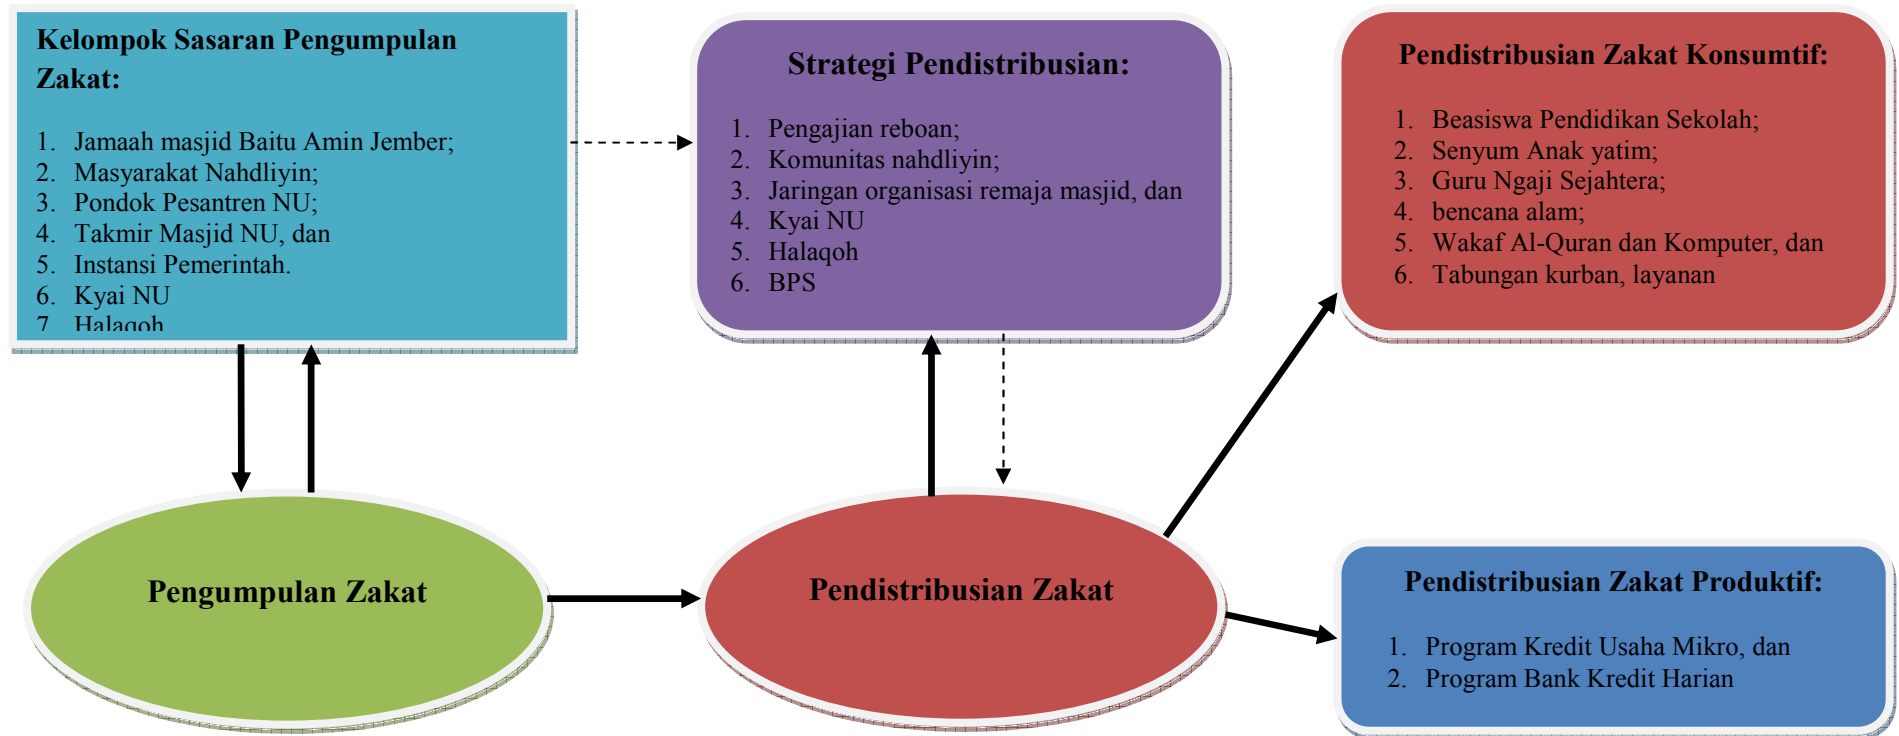 Kelompok Sasaran Pengumpulan
Zakat:
1. Jamaah masjid Baitu Amin Jember;
2. Masyarakat Nahdliyin;
3. Pondok Pesantren NU;
4. Takmir Masjid NU, dan
5. Instansi Pemerintah.
6. Kyai NU
7 Halaqoh
Strategi Pendistribusian:
1. Pengajian reboan;
2. Komunitas nahdliyin;
3. Jaringan organisasi remaja masjid, dan
4. Kyai NU
5. Halaqoh
6. BPS
Pendistribusian Zakat Konsumtif:
1. Beasiswa Pendidikan Sekolah;
2. Senyum Anak yatim;
3. Guru Ngaji Sejahtera;
4. bencana alam;
5. Wakaf Al-Quran dan Komputer, dan
6. Tabungan kurban, layanan
Pengumpulan Zakat
Pendistribusian Zakat
Pendistribusian Zakat Produktif:
1. Program Kredit Usaha Mikro, dan
2. Program Bank Kredit Harian